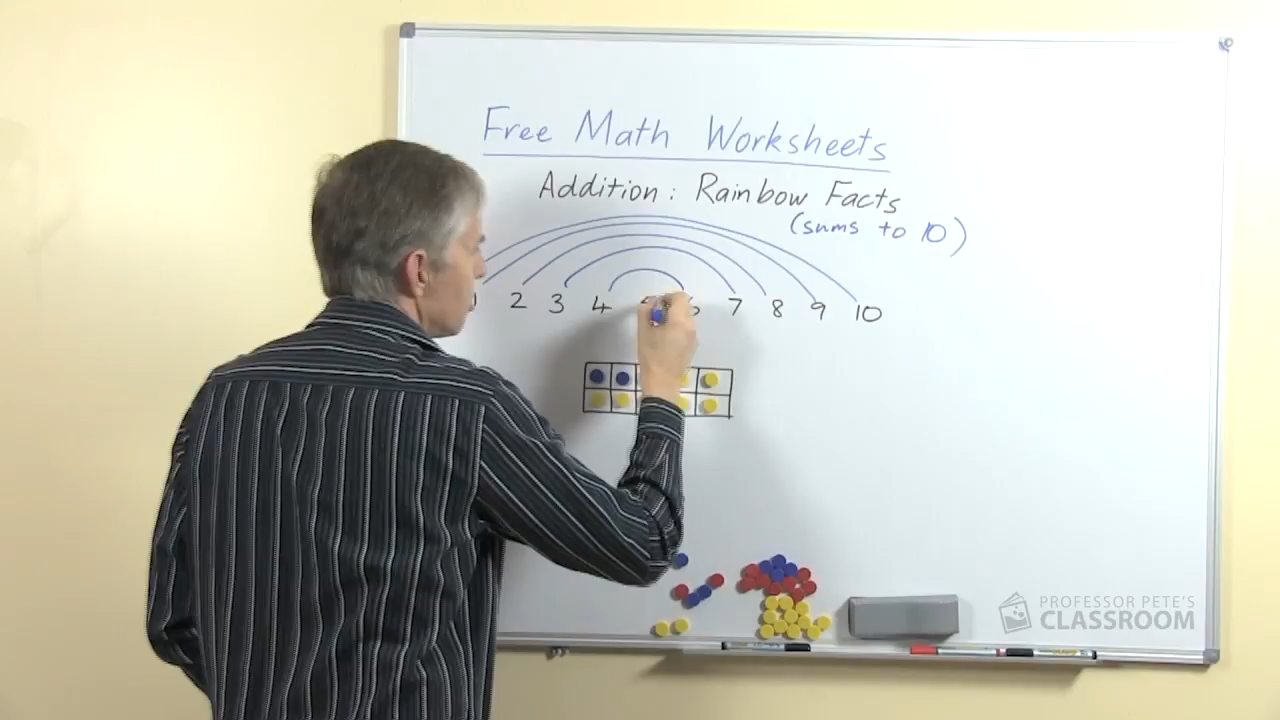 Free Math Worksheets
Addition: Rainbow Facts
(sums to 10)
1 2 3 4 5 6 7 8 9 10
PROFESSOR PETE'S
CLASSROOM